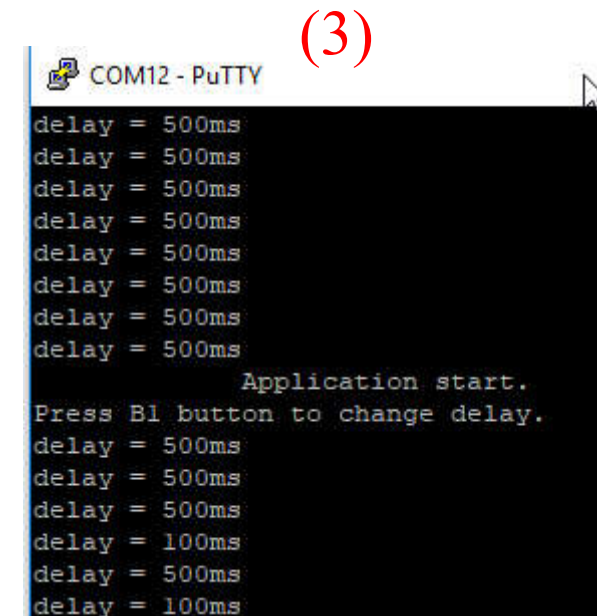 (3)
COM12 - PuTTY
delay = 500ms
delay = 500ms
delay = 500ms
delay = 500ms
delay = 500ms
delay = 500ms
delay = 500ms
delay = 500ms
Application start.
Press B1 button to change delay.
delay = 500ms
delay = 500ms
delay = 500ms
delay = 100ms
delay = 500ms
delay = 100ms